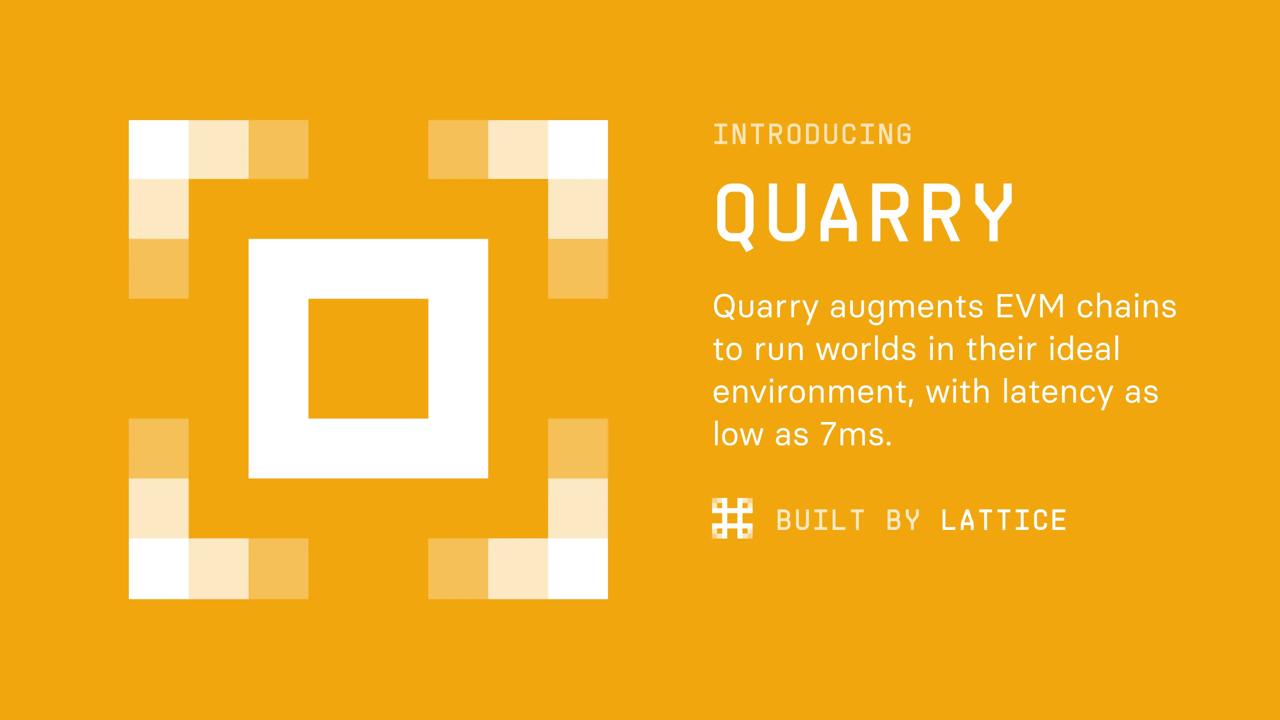 INTRODUCING
QUARRY
Quarry augments EVM chains
to run worlds in their ideal
environment, with latency as
low as 7ms.
BUILT BY LATTICE